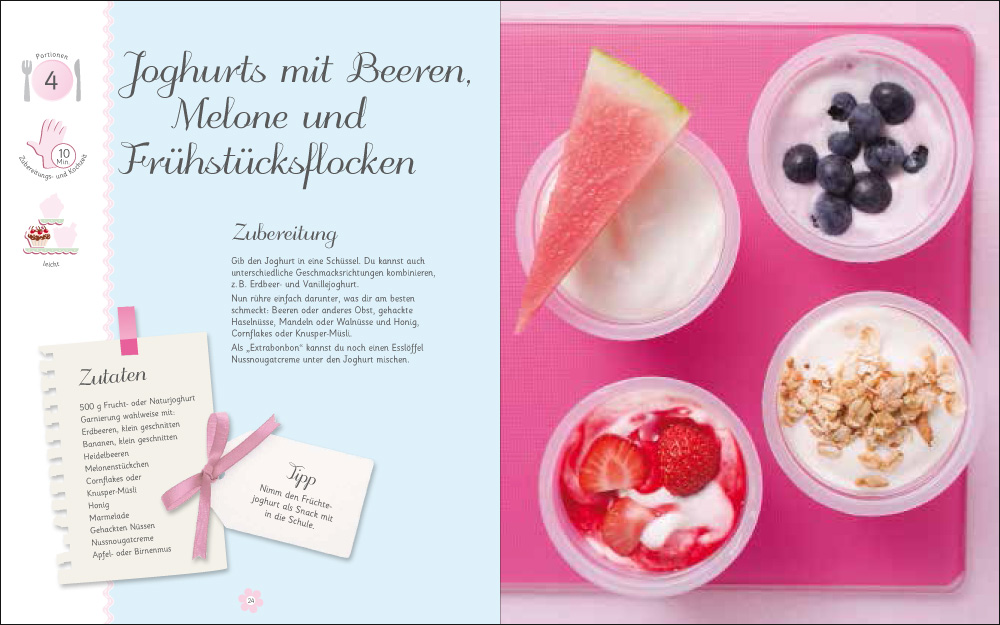 Portionen
4
10
Min
Zubereitungs- und Kochzeit
leicht
Joghurts mit Beeren,
Melone und
Frühstücksflocken
Zubereitung
Gib den Joghurt in eine Schüssel. Du kannst auch
unterschiedliche Geschmacksrichtungen kombinieren,
z. B. Erdbeer- und Vanillejoghurt.
Nun rühre einfach darunter, was dir am besten
schmeckt: Beeren oder anderes Obst, gehackte
Haselnüsse, Mandeln oder Walnüsse und Honig,
Cornflakes oder Knusper-Müsli.
Als „Extrabonbon“ kannst du noch einen Esslöffel
Nussnougatcreme unter den Joghurt mischen.
Zutaten
500 g Frucht- oder Naturjoghurt
Garnierung wahlweise mit:
Erdbeeren, klein geschnitten
Bananen, klein geschnitten
Heidelbeeren
Melonenstückchen
Cornflakes oder
Knusper-Müsli
Honig
Marmelade
Gehackten Nüssen
Nussnougatcreme
Apfel- oder Birnenmus
Tipp
Nimm den Früchte-
joghurt als Snack mit
in die Schule.
24